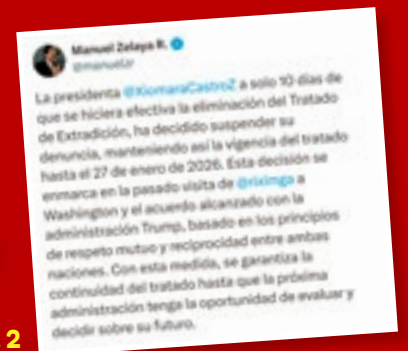 Manuel Zelaya R.
@manuelzr
La presidenta @XiomaraCastroZ a solo 10 días de
que se hiciera efectiva la eliminación del Tratado
de Extradición, ha decidido suspender su
denuncia, manteniendo así la vigencia del tratado
hasta el 27 de enero de 2026. Esta decisión se
enmarca en la pasado visita de @riximga a
Washington y el acuerdo alcanzado con la
administración Trump, basado en los principios
de respeto mutuo y reciprocidad entre ambas
naciones. Con esta medida, se garantiza la
continuidad del tratado hasta que la próxima
administración tenga la oportunidad de evaluar y
decidir sobre su futuro.
2